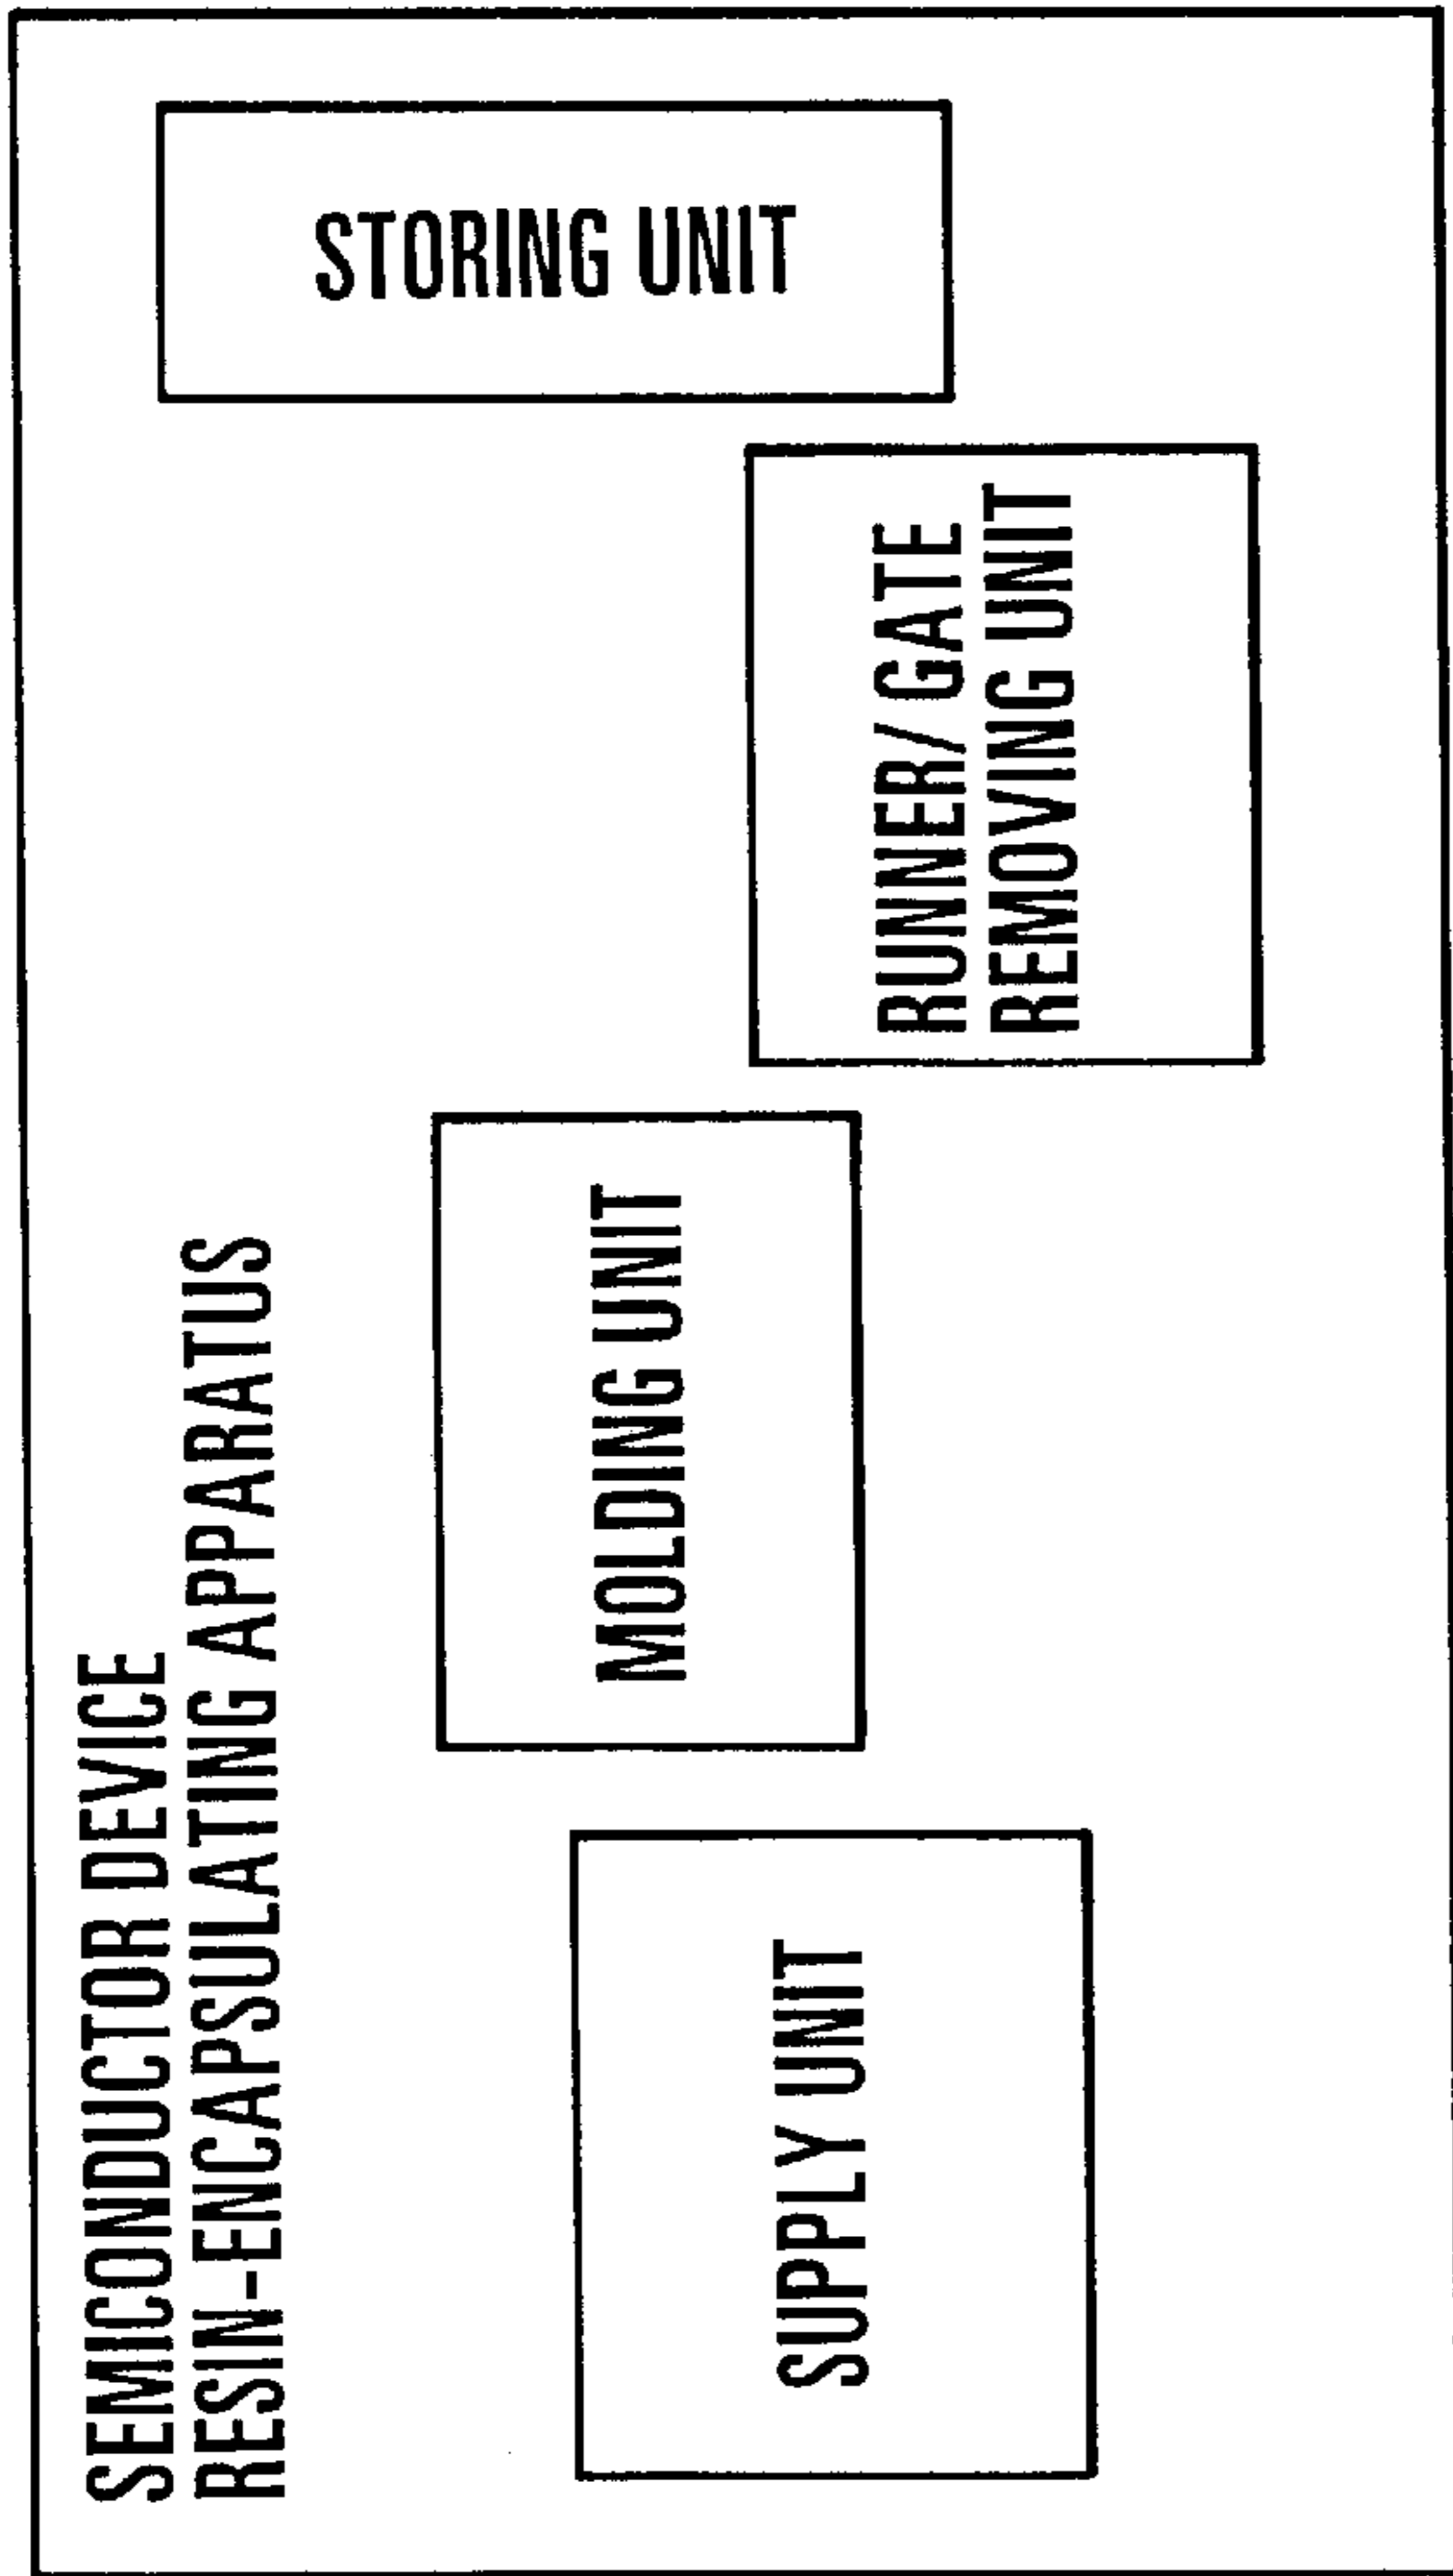 SEMICONDUCTOR DEVICE
RESIN-ENCAPSULATING APPARATUS
SUPPLY UNIT
MOLDING UNIT
RUNNER/GATE
REMOVING UNIT
STORING UNIT